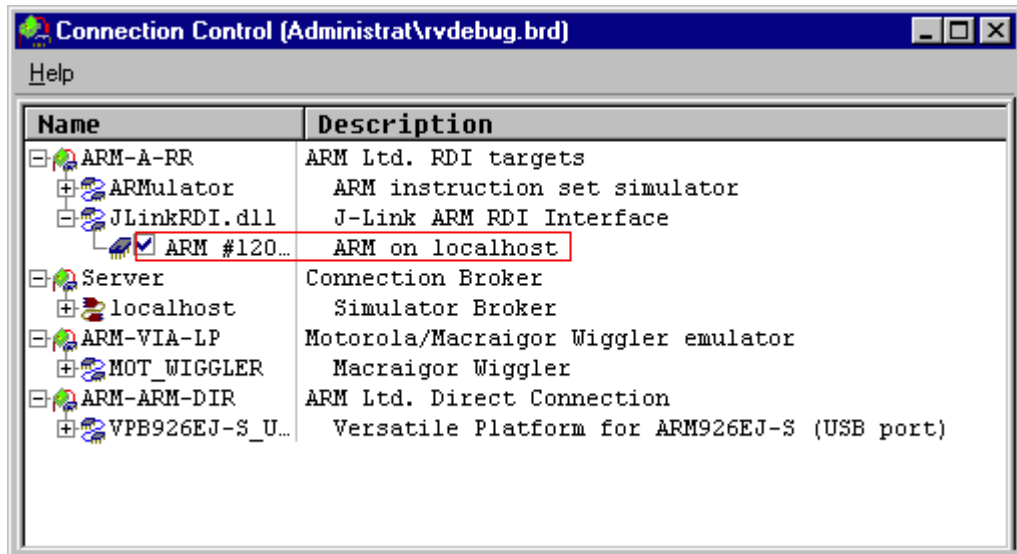 Connection Control (Administrat\rvdebug.brd)
Help
Name Description
ARM-A-RR ARM Ltd. RDI targets
ARMulator ARM instruction set simulator
JLinkRDI.dll J-Link ARM RDI Interface
ARM #120… ARM on localhost
Server Connection Broker
localhost Simulator Broker
ARM-VIA-LP Motorola/Macraigor Wiggler emulator
MOT_WIGGLER Macraigor Wiggler
ARM-ARM-DIR ARM Ltd. Direct Connection
VPB926EJ-S_U… Versatile Platform for ARM926EJ-S (USB port)